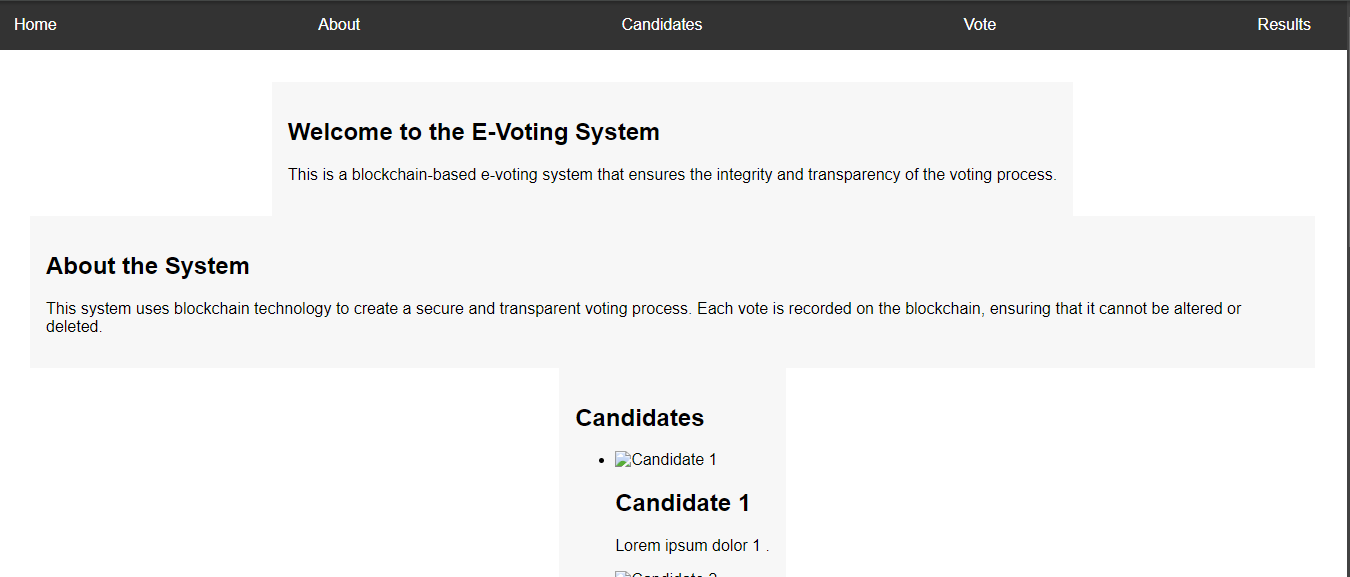 Home About Candidates Vote Results
Welcome to the E-Voting System
This is a blockchain-based e-voting system that ensures the integrity and transparency of the voting process.
About the System
This system uses blockchain technology to create a secure and transparent voting process. Each vote is recorded on the blockchain, ensuring that it cannot be altered or
deleted.
Candidates
Candidate 1
Candidate 1
Lorem ipsum dolor 1 .
Candidate 2